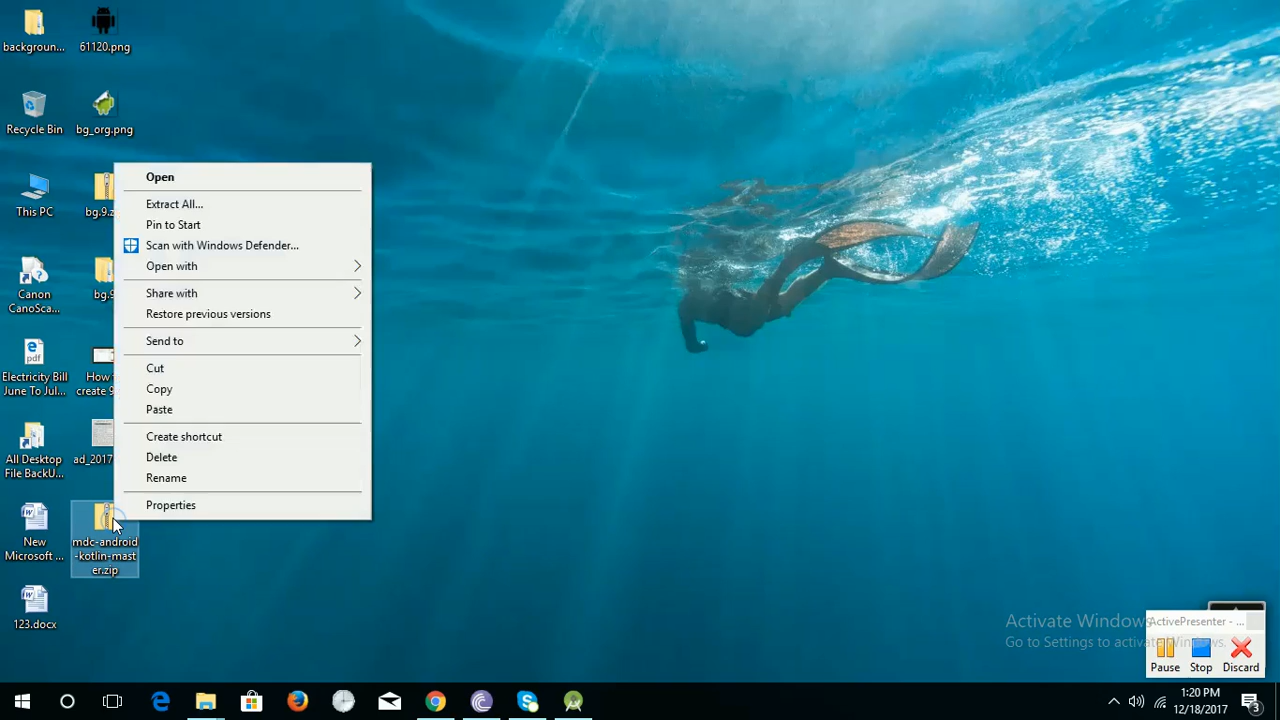 backgroun...
61120.png
Recycle Bin
bg_org.png
This PC
bg.9.z
Canon
CanoSca...
bg.9
Electricity Bill
June To Jul...
How
create 9
All Desktop
File BackU...
ad_2017
New
Microsoft ...
mdc-android
-kotlin-mast
er.zip
123.docx
Open
Extract All...
Pin to Start
Scan with Windows Defender...
Open with
Share with
Restore previous versions
Send to
Cut
Copy
Paste
Create shortcut
Delete
Rename
Properties
Activate Windows
Go to Settings to activate Windows.
ActivePresenter - ...
Pause
Stop
Discard
1:20 PM
12/18/2017
3